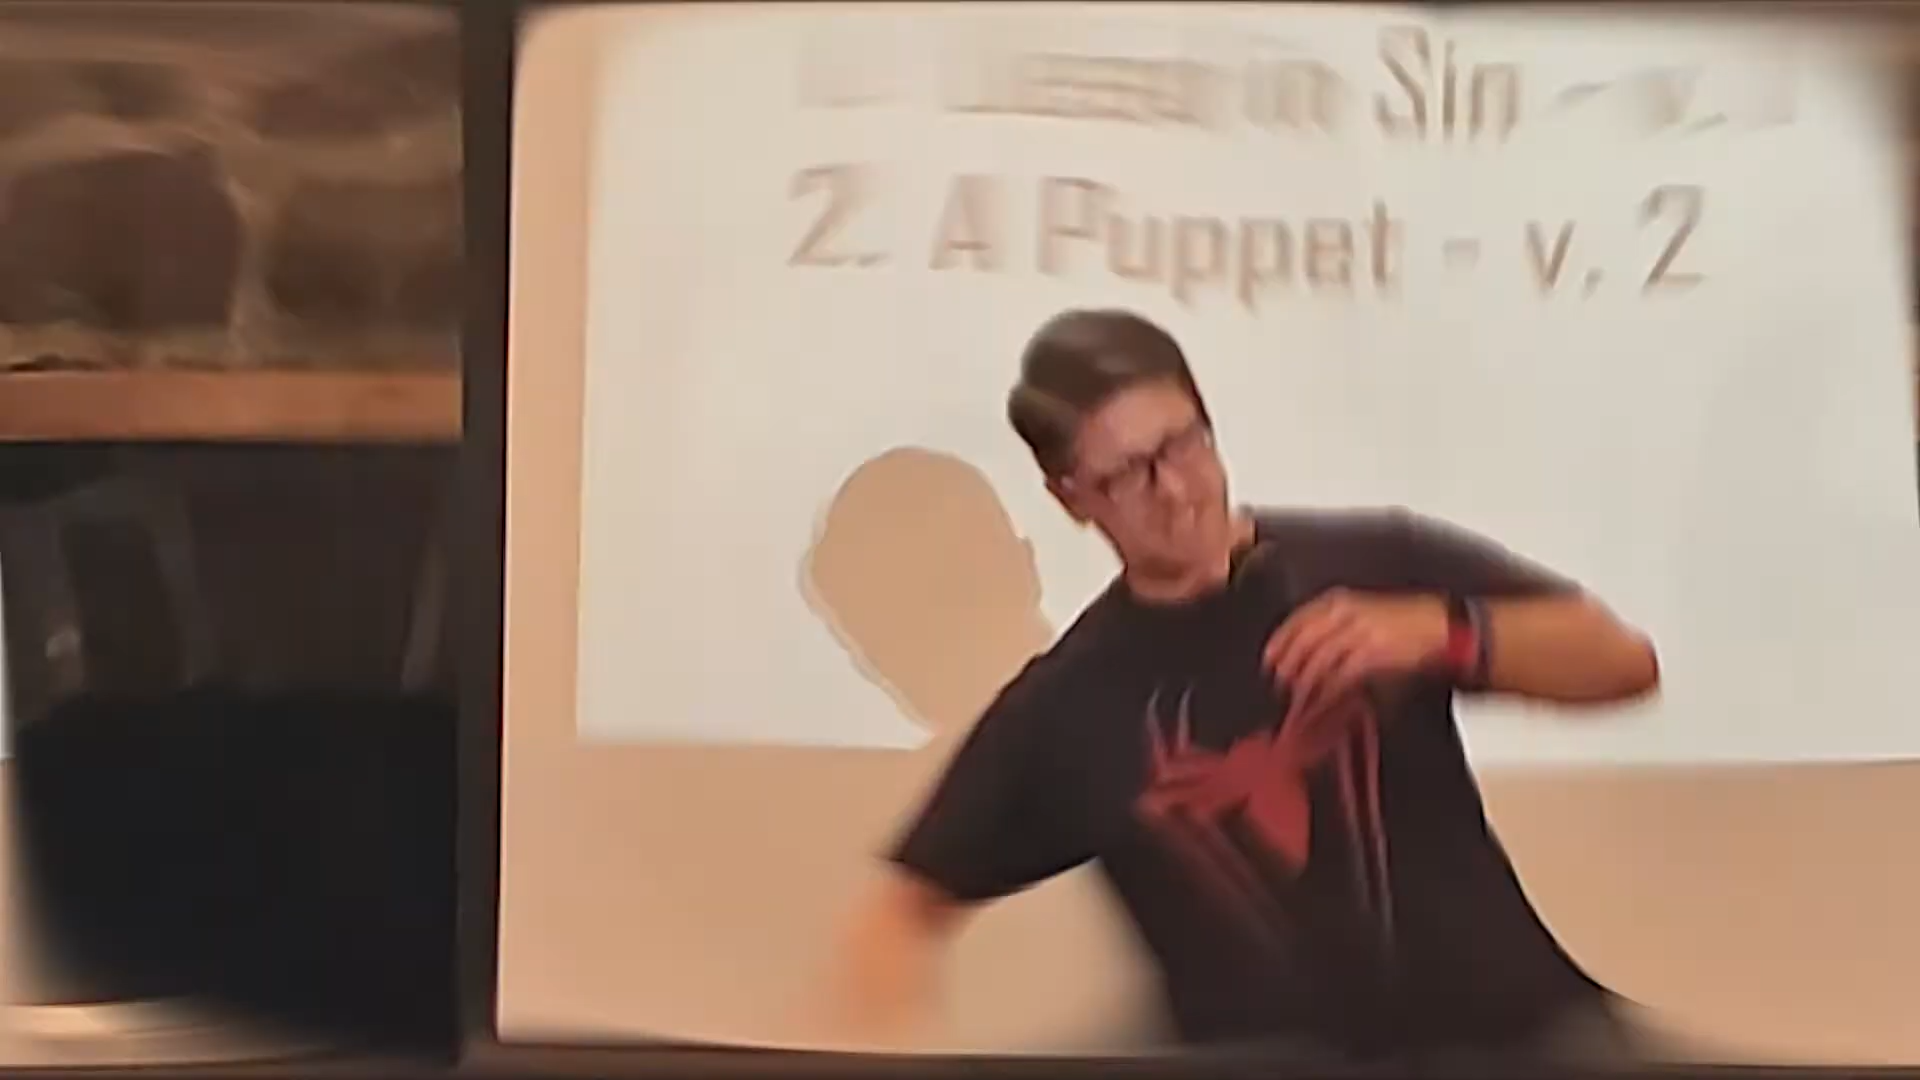 Sin - v.
2. A Puppet - v. 2